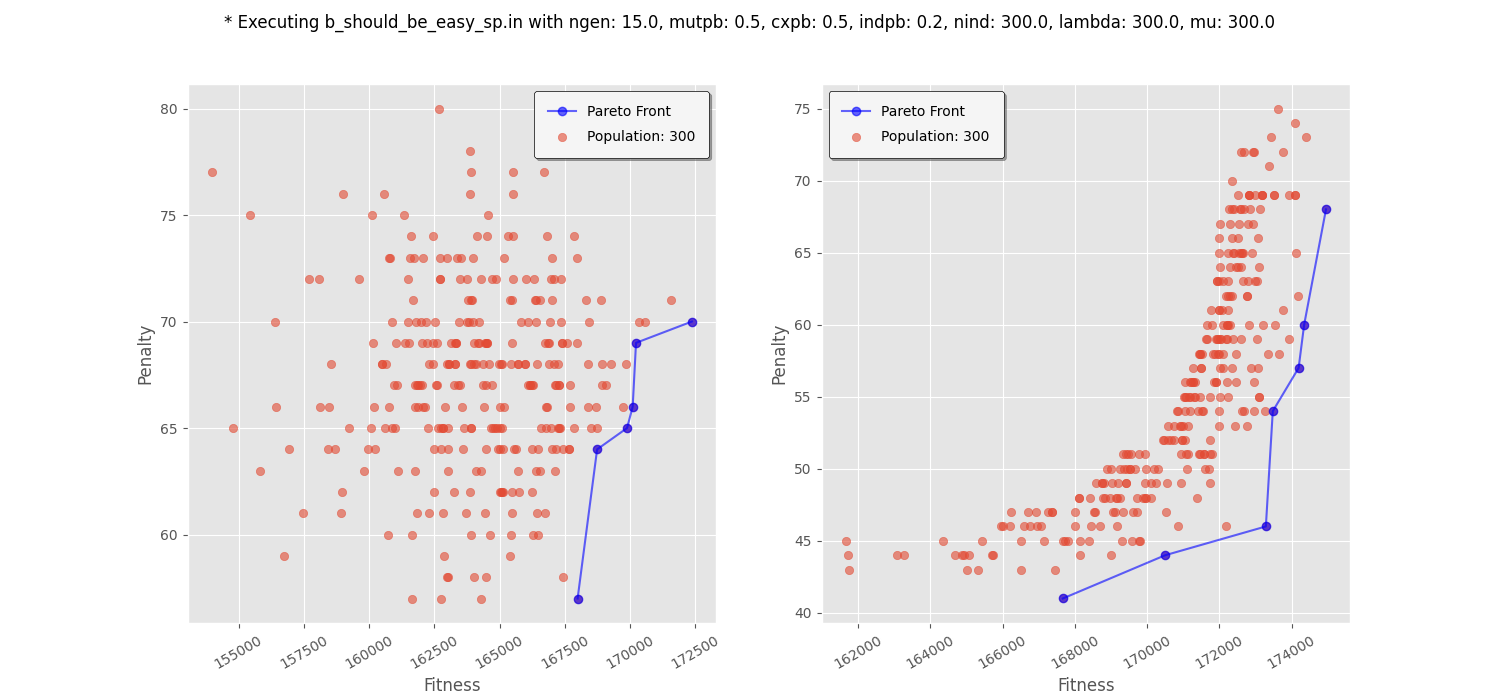 * Executing b_should_be_easy_sp.in with ngen: 15.0, mutpb: 0.5, cxpb: 0.5, indpb: 0.2, nind: 300.0, lambda: 300.0, mu: 300.0
Pareto Front
Population: 300
80
75
70
65
60
Penalty
155000 157500 160000 162500 165000 167500 170000 172500
Fitness
Pareto Front
Population: 300
75
70
65
60
55
50
45
40
Penalty
162000 164000 166000 168000 170000 172000 174000
Fitness